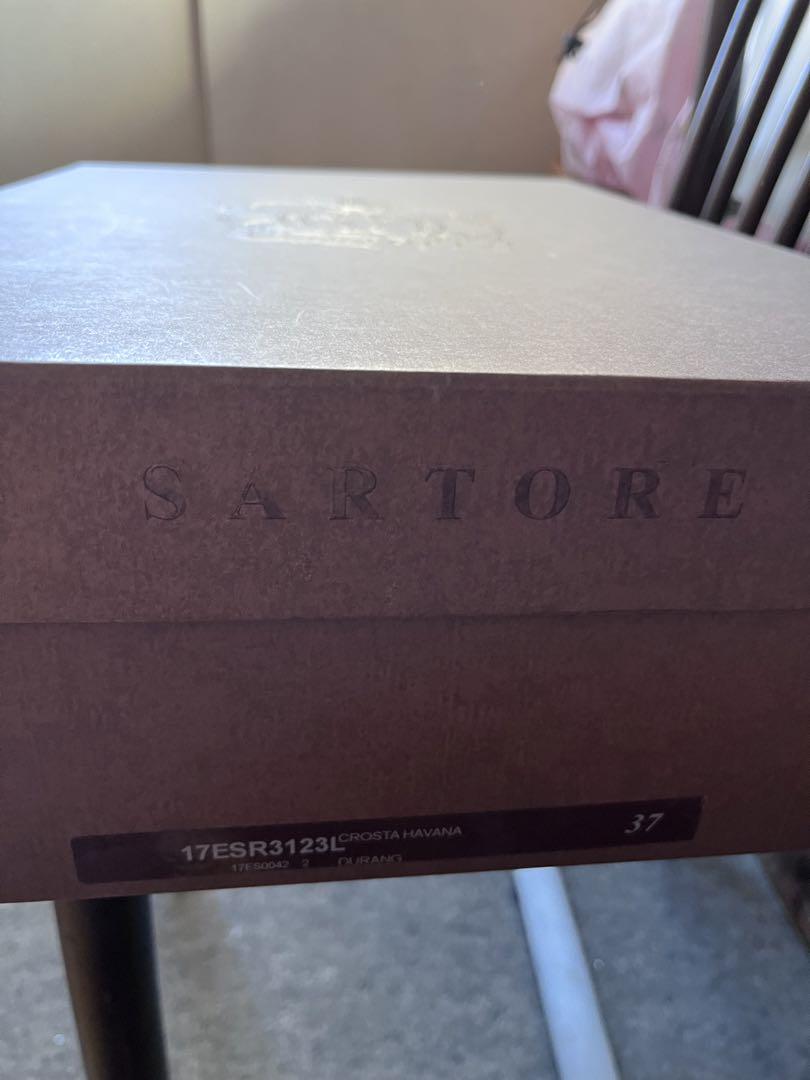 SARTORE
17ESR3123L CROSTA HAVANA 37
17ES0042 2 DURANG